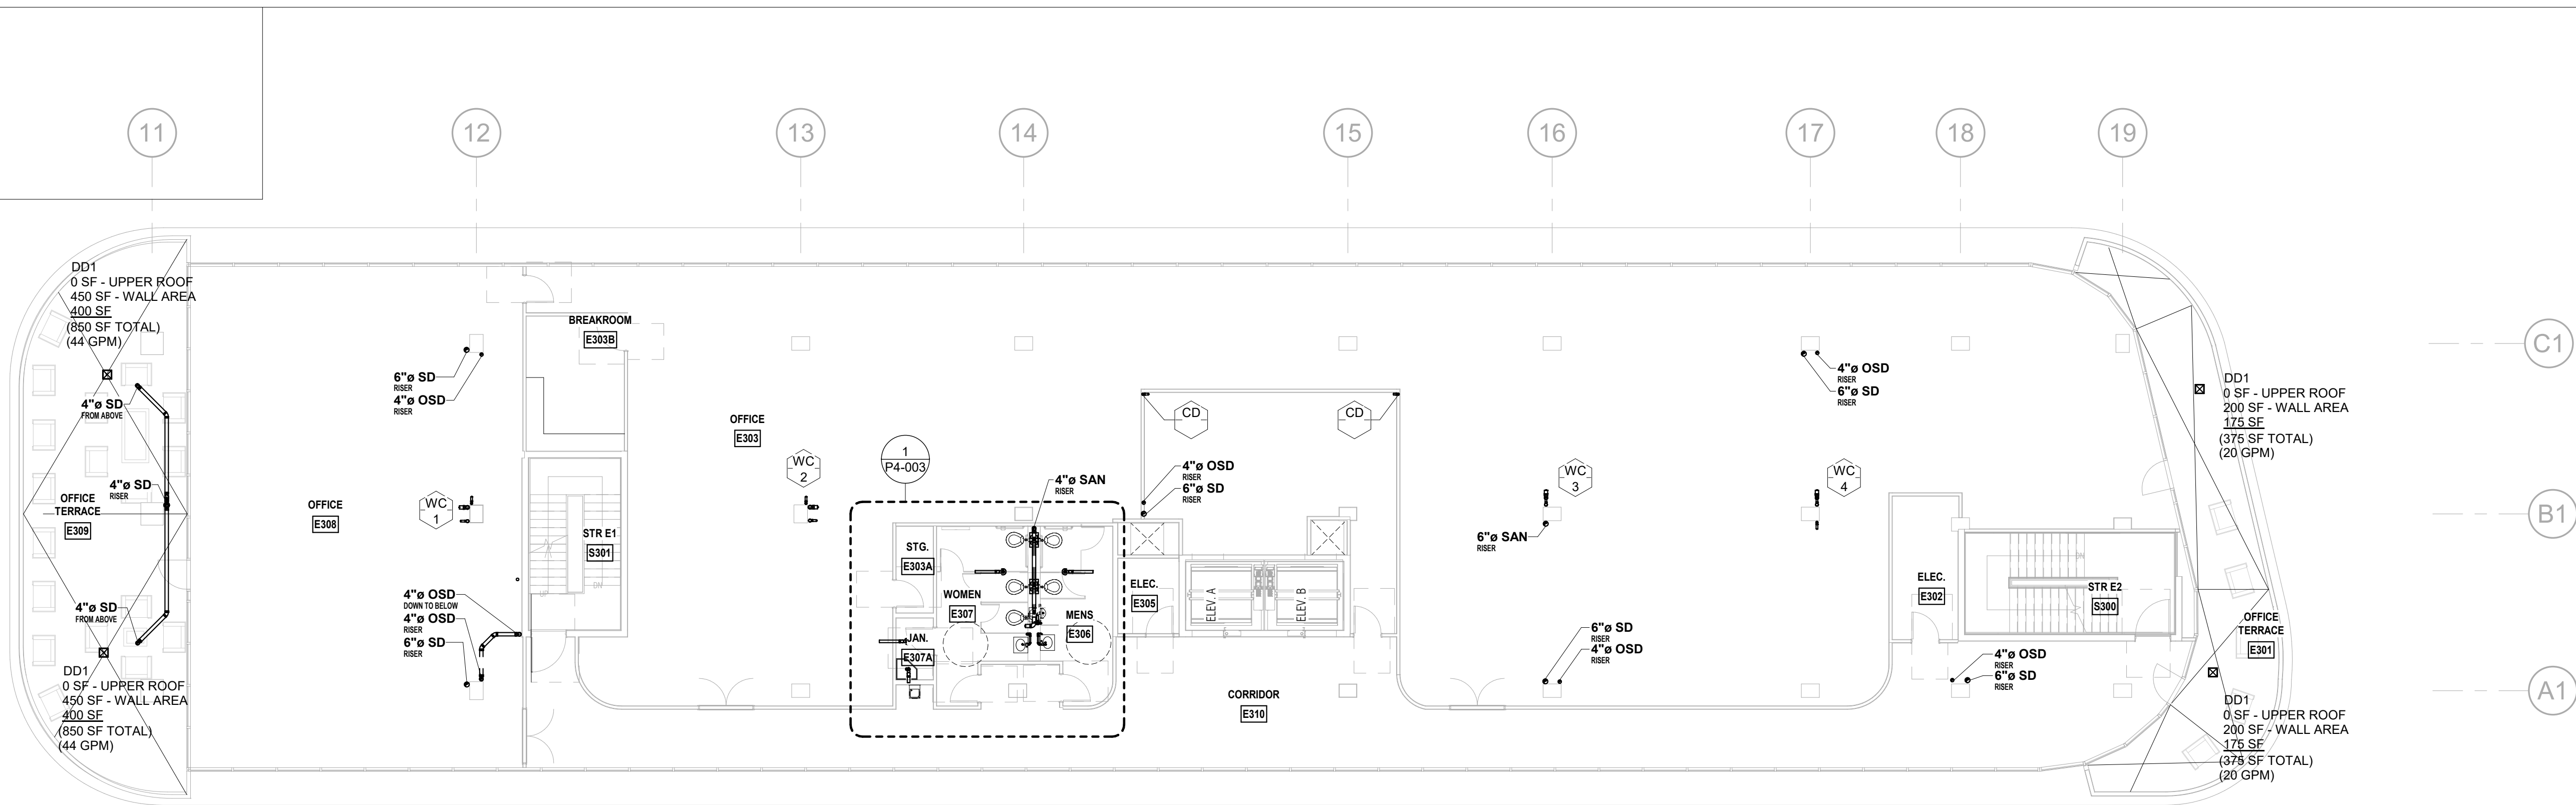 11
12
13
14
15
16
17
18
19
C1
B1
A1
DD1
0 SF - UPPER ROOF
450 SF - WALL AREA
400 SF
(850 SF TOTAL)
(44 GPM)
4"ø SD
FROM ABOVE
4"ø SD
RISER
OFFICE
TERRACE
E309
4"ø SD
FROM ABOVE
DD1
0 SF - UPPER ROOF
450 SF - WALL AREA
400 SF
(850 SF TOTAL)
(44 GPM)
OFFICE
E308
6"ø SD
RISER
4"ø OSD
RISER
WC
1
4"ø OSD
DOWN TO BELOW
4"ø OSD
RISER
6"ø SD
RISER
BREAKROOM
E303B
STR E1
S301
UP
DN
OFFICE
E303
WC
2
1
P4-003
4"ø SAN
RISER
STG.
E303A
WOMEN
E307
MENS
E306
JAN.
E307A
CD
CD
4"ø OSD
RISER
6"ø SD
RISER
ELEC.
E305
ELEV. A
ELEV. B
CORRIDOR
E310
WC
3
6"ø SAN
RISER
6"ø SD
RISER
4"ø OSD
RISER
4"ø OSD
RISER
6"ø SD
RISER
WC
4
ELEC.
E302
DN
STR E2
S300
4"ø OSD
RISER
6"ø SD
RISER
DD1
0 SF - UPPER ROOF
200 SF - WALL AREA
175 SF
(375 SF TOTAL)
(20 GPM)
OFFICE
TERRACE
E301
DD1
0 SF - UPPER ROOF
200 SF - WALL AREA
175 SF
(375 SF TOTAL)
(20 GPM)